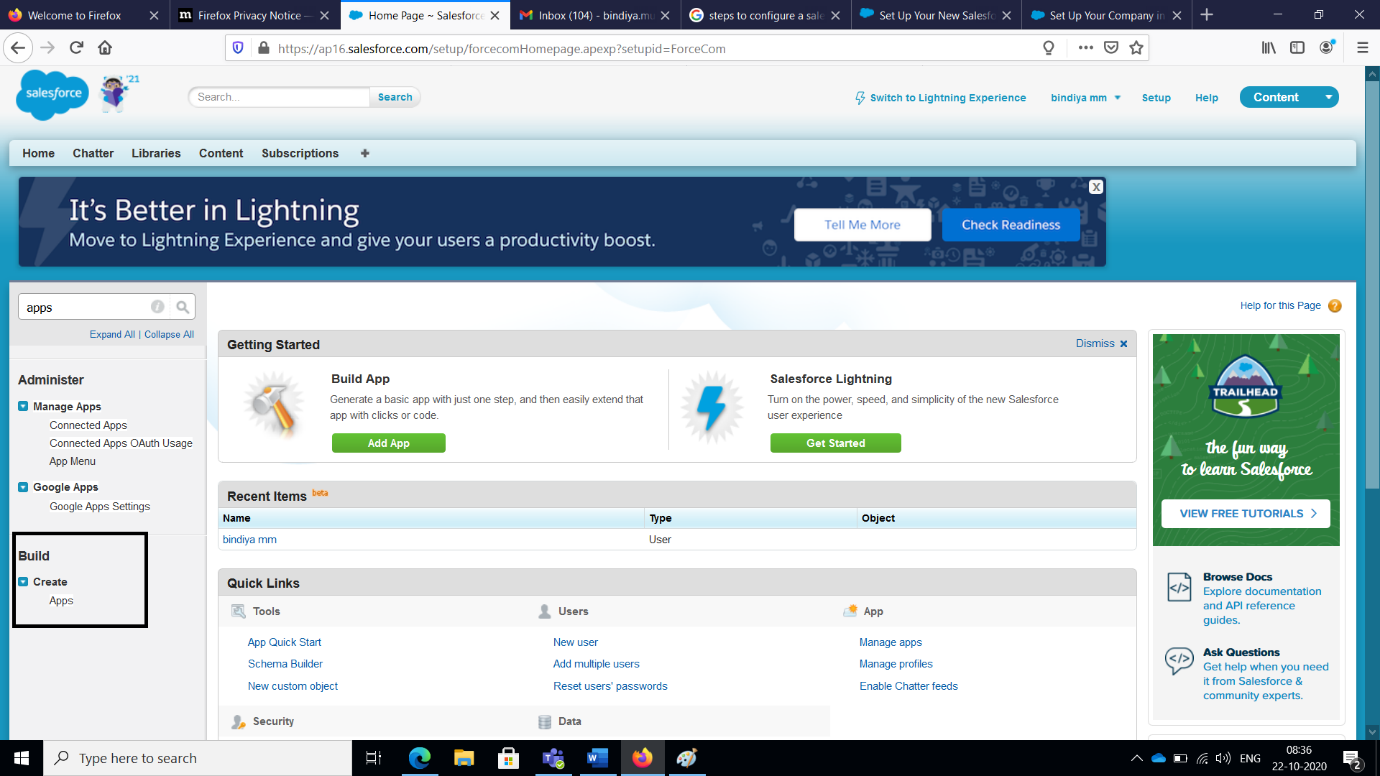 Welcome to Firefox
Firefox Privacy Notice —
Home Page ~ Salesforce
Inbox (104) - bindiya.mu
steps to configure a sale
Set Up Your New Salesfo
Set Up Your Company in
https://ap16.salesforce.com/setup/forcecomHomepage.apexp?setupid=ForceCom
salesforce
'21
Search...
Search
Switch to Lightning Experience
bindiya mm
Setup
Help
Content
Home
Chatter
Libraries
Content
Subscriptions
It's Better in Lightning
Move to Lightning Experience and give your users a productivity boost.
Tell Me More
Check Readiness
X
apps
Expand All | Collapse All
Administer
Manage Apps
Connected Apps
Connected Apps OAuth Usage
App Menu
Google Apps
Google Apps Settings
Build
Create
Apps
Help for this Page
Getting Started
Dismiss
Build App
Generate a basic app with just one step, and then easily extend that
app with clicks or code.
Add App
Salesforce Lightning
Turn on the power, speed, and simplicity of the new Salesforce
user experience
Get Started
Recent Items beta
Name Type Object
bindiya mm User
Quick Links
Tools
App Quick Start
Schema Builder
New custom object
Users
New user
Add multiple users
Reset users' passwords
App
Manage apps
Manage profiles
Enable Chatter feeds
Security
Data
TRAILHEAD
the fun way
to learn Salesforce
VIEW FREE TUTORIALS
Browse Docs
Explore documentation
and API reference
guides.
Ask Questions
Get help when you need
it from Salesforce &
community experts.
Type here to search
ENG
08:36
22-10-2020
2